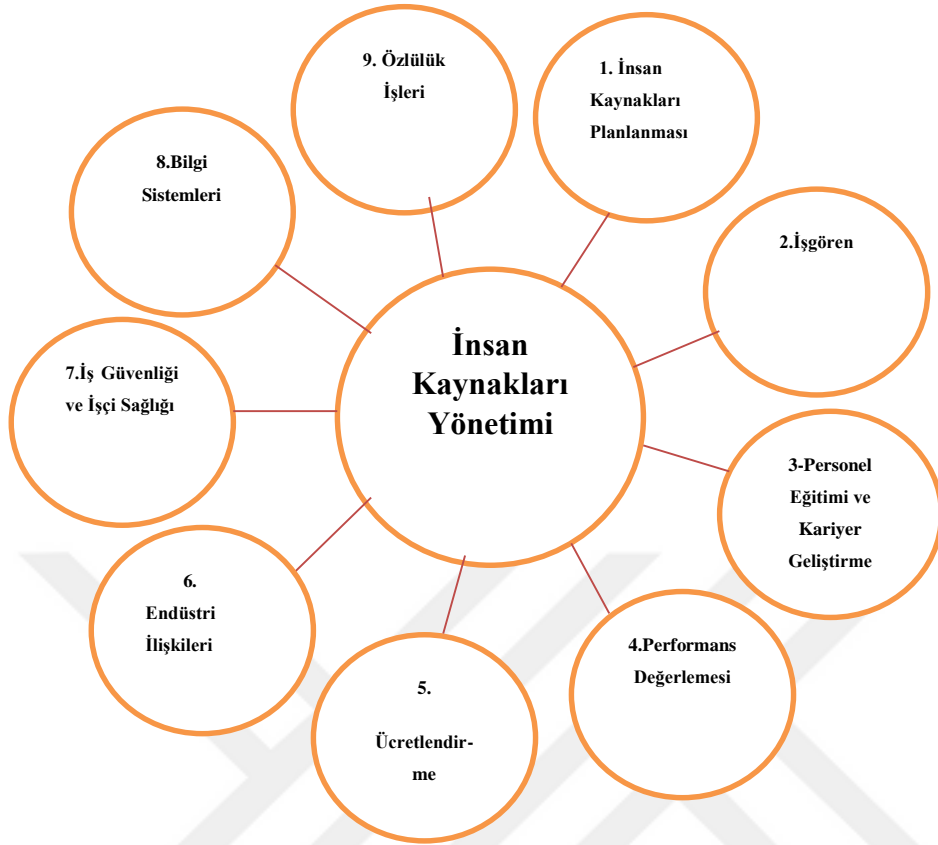 İnsan
Kaynakları
Yönetimi
1. İnsan
Kaynakları
Planlanması
2.İşgören
3-Personel
Eğitimi ve
Kariyer
Geliştirme
4.Performans
Değerlemesi
5.
Ücretlendir-
me
6.
Endüstri
İlişkileri
7.İş Güvenliği
ve İşçi Sağlığı
8.Bilgi
Sistemleri
9. Özlülük
İşleri